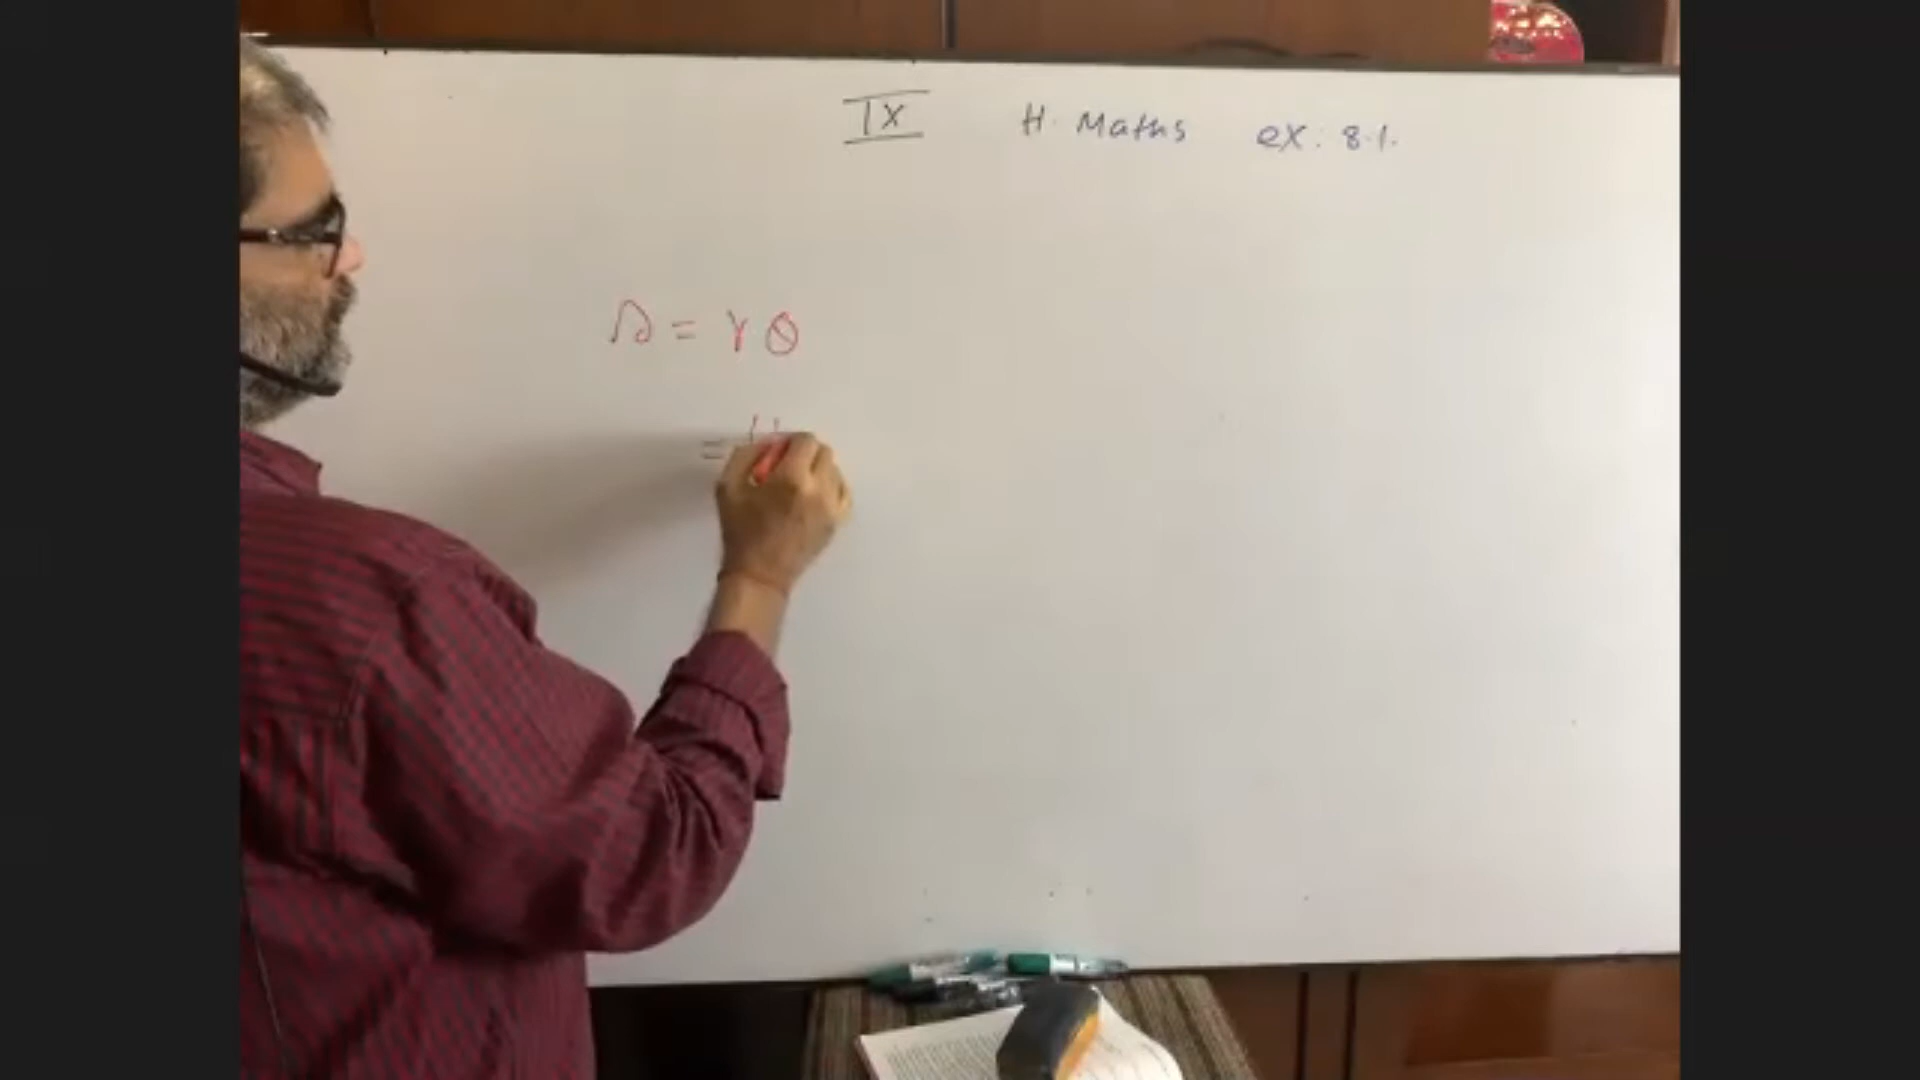 IX H. Maths ex: 8.1.
s = rθ
=